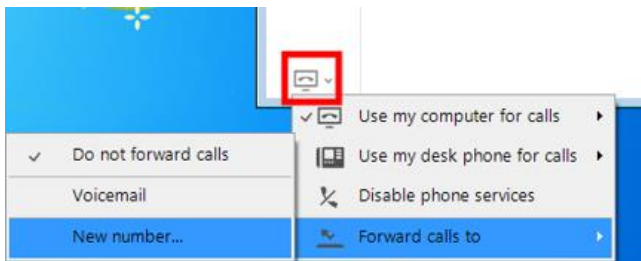 Use my computer for calls
Use my desk phone for calls
Disable phone services
Forward calls to
Do not forward calls
Voicemail
New number...